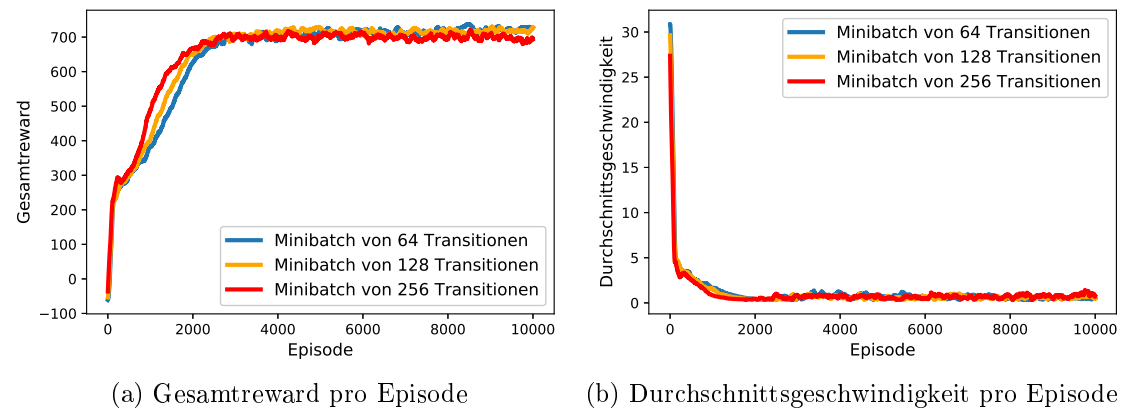 Gesamtreward
700
600
500
400
300
200
100
0
−100
Minibatch von 64 Transitionen
Minibatch von 128 Transitionen
Minibatch von 256 Transitionen
0 2000 4000 6000 8000 10000
Episode
(a) Gesamtreward pro Episode
Durchschnittsgeschwindigkeit
30
25
20
15
10
5
0
Minibatch von 64 Transitionen
Minibatch von 128 Transitionen
Minibatch von 256 Transitionen
0 2000 4000 6000 8000 10000
Episode
(b) Durchschnittsgeschwindigkeit pro Episode